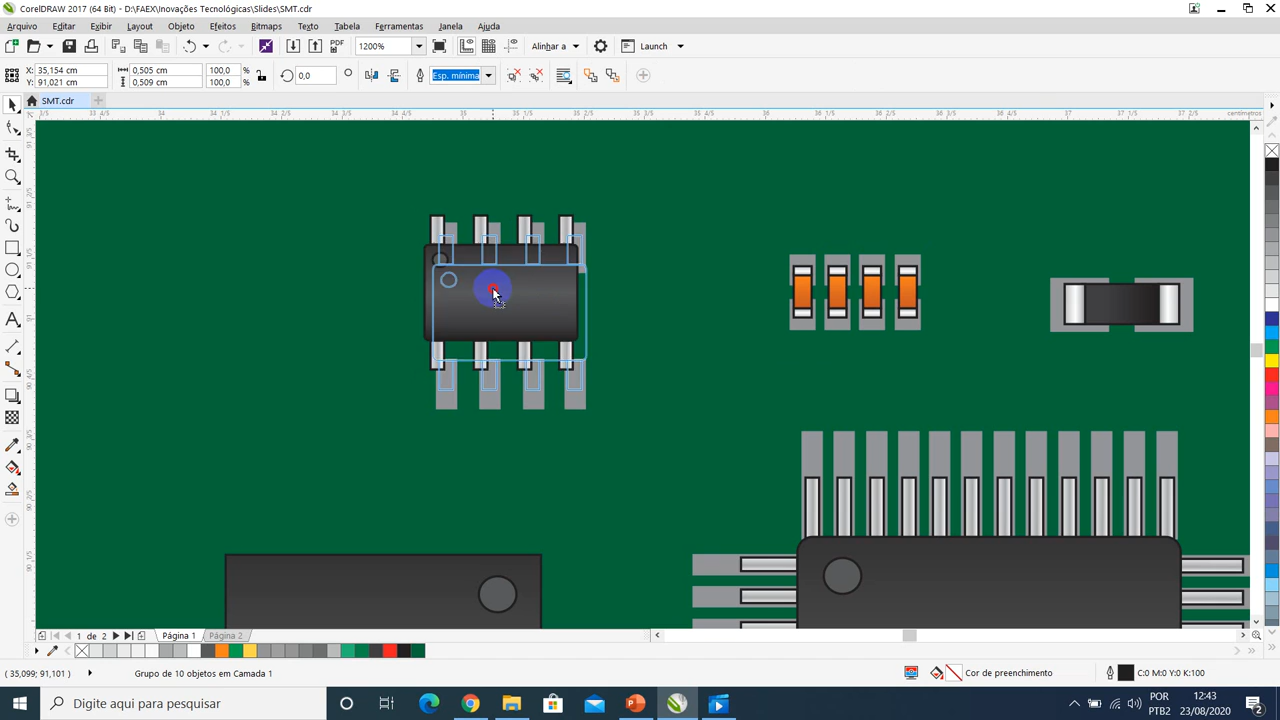 CorelDRAW 2017 (64 Bit) - D:\FAEX\Inovações Tecnológicas\Slides\SMT.cdr
Arquivo Editar Exibir Layout Objeto Efeitos Bitmaps Texto Tabela Ferramentas Janela Ajuda
PDF 1200% Alinhar a Launch
X: 35,154 cm 0,505 cm 100,0 % 0,0 Esp. mínima
Y: 91,021 cm 0,509 cm 100,0 %
SMT.cdr
centímetros
1 de 2 Página 1 Página 2
( 35,099; 91,101 ) Grupo de 10 objetos em Camada 1 Cor de preenchimento C:0 M:0 Y:0 K:100
Digite aqui para pesquisar
POR 12:43
PTB2 23/08/2020 2